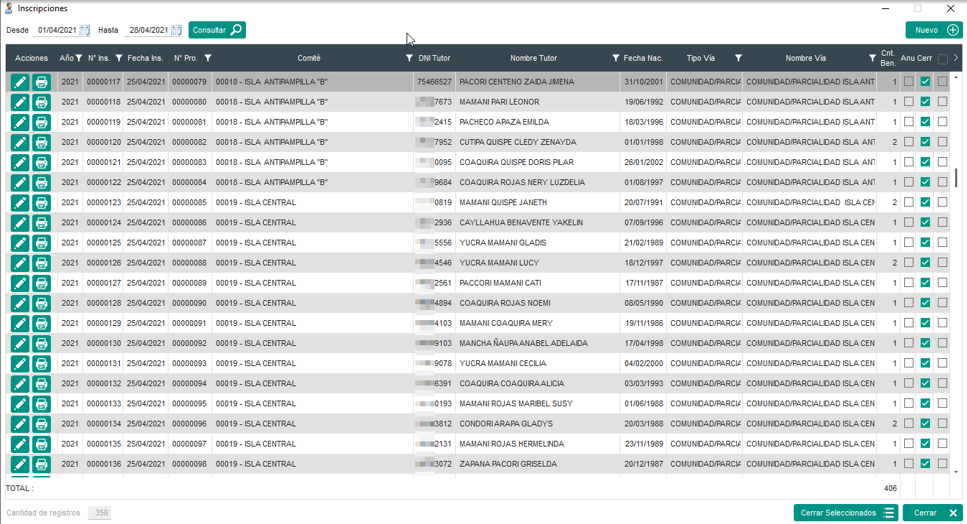 Inscripciones
Desde 01/04/2021 Hasta 28/04/2021 Consultar Nuevo
Acciones Año N° Ins. Fecha Ins. N° Pro. Comité DNI Tutor Nombre Tutor Fecha Nac. Tipo Vía Nombre Vía Cnt. Ben. Anu Cerr
2021 00000117 25/04/2021 00000079 00018 - ISLA ANTIPAMPILLA "B" 75466527 PACORI CENTENO ZAIDA JIMENA 31/10/2001 COMUNIDAD/PARCIA COMUNIDAD/PARCIALIDAD ISLA ANT 1
2021 00000118 25/04/2021 00000080 00018 - ISLA ANTIPAMPILLA "B" 7673 MAMANI PARI LEONOR 19/06/1992 COMUNIDAD/PARCIA COMUNIDAD/PARCIALIDAD ISLA ANT 1
2021 00000119 25/04/2021 00000081 00018 - ISLA ANTIPAMPILLA "B" 2415 PACHECO APAZA EMILDA 18/03/1996 COMUNIDAD/PARCIA COMUNIDAD/PARCIALIDAD ISLA ANT 1
2021 00000120 25/04/2021 00000082 00018 - ISLA ANTIPAMPILLA "B" 7952 CUTIPA QUISPE CLEDY ZENAYDA 01/01/1998 COMUNIDAD/PARCIA COMUNIDAD/PARCIALIDAD ISLA ANT 2
2021 00000121 25/04/2021 00000083 00018 - ISLA ANTIPAMPILLA "B" 0095 COAQUIRA QUISPE DORIS PILAR 26/01/2002 COMUNIDAD/PARCIA COMUNIDAD/PARCIALIDAD ISLA ANT 1
2021 00000122 25/04/2021 00000084 00018 - ISLA ANTIPAMPILLA "B" 9684 COAQUIRA ROJAS NERY LUZDELIA 01/08/1997 COMUNIDAD/PARCIA COMUNIDAD/PARCIALIDAD ISLA ANT 1
2021 00000123 25/04/2021 00000085 00019 - ISLA CENTRAL 0819 MAMANI QUISPE JANETH 20/07/1991 COMUNIDAD/PARCIA COMUNIDAD/PARCIALIDAD ISLA CEN 2
2021 00000124 25/04/2021 00000086 00019 - ISLA CENTRAL 2936 CAYLLAHUA BENAVENTE YAKELIN 07/09/1996 COMUNIDAD/PARCIA COMUNIDAD/PARCIALIDAD ISLA CEN 1
2021 00000125 25/04/2021 00000087 00019 - ISLA CENTRAL 5556 YUCRA MAMANI GLADIS 21/02/1989 COMUNIDAD/PARCIA COMUNIDAD/PARCIALIDAD ISLA CEN 1
2021 00000126 25/04/2021 00000088 00019 - ISLA CENTRAL 4546 YUCRA MAMANI LUCY 18/12/1997 COMUNIDAD/PARCIA COMUNIDAD/PARCIALIDAD ISLA CEN 2
2021 00000127 25/04/2021 00000089 00019 - ISLA CENTRAL 2561 PACCORI MAMANI CATI 17/11/1987 COMUNIDAD/PARCIA COMUNIDAD/PARCIALIDAD ISLA CEN 1
2021 00000128 25/04/2021 00000090 00019 - ISLA CENTRAL 4894 COAQUIRA ROJAS NOEMI 08/05/1990 COMUNIDAD/PARCIA COMUNIDAD/PARCIALIDAD ISLA CEN 1
2021 00000129 25/04/2021 00000091 00019 - ISLA CENTRAL 4103 MAMANI COAQUIRA MERY 19/11/1986 COMUNIDAD/PARCIA COMUNIDAD/PARCIALIDAD ISLA CEN 1
2021 00000130 25/04/2021 00000092 00019 - ISLA CENTRAL 9103 MANCHA ÑAUPA ANABEL ADELAIDA 17/04/1998 COMUNIDAD/PARCIA COMUNIDAD/PARCIALIDAD ISLA CEN 1
2021 00000131 25/04/2021 00000093 00019 - ISLA CENTRAL 9078 YUCRA MAMANI CECILIA 04/02/2000 COMUNIDAD/PARCIA COMUNIDAD/PARCIALIDAD ISLA CEN 1
2021 00000132 25/04/2021 00000094 00019 - ISLA CENTRAL 6391 COAQUIRA COAQUIRA ALICIA 03/03/1993 COMUNIDAD/PARCIA COMUNIDAD/PARCIALIDAD ISLA CEN 1
2021 00000133 25/04/2021 00000095 00019 - ISLA CENTRAL 0193 MAMANI ROJAS MARIBEL SUSY 01/06/1988 COMUNIDAD/PARCIA COMUNIDAD/PARCIALIDAD ISLA CEN 1
2021 00000134 25/04/2021 00000096 00019 - ISLA CENTRAL 3812 CONDORI ARAPA GLADYS 20/03/1988 COMUNIDAD/PARCIA COMUNIDAD/PARCIALIDAD ISLA CEN 2
2021 00000135 25/04/2021 00000097 00019 - ISLA CENTRAL 2131 MAMANI ROJAS HERMELINDA 23/11/1989 COMUNIDAD/PARCIA COMUNIDAD/PARCIALIDAD ISLA CEN 1
2021 00000136 25/04/2021 00000098 00019 - ISLA CENTRAL 3072 ZAPANA PACORI GRISELDA 20/12/1987 COMUNIDAD/PARCIA COMUNIDAD/PARCIALIDAD ISLA CEN 1
TOTAL : 406
Cantidad de registros 356 Cerrar Seleccionados Cerrar